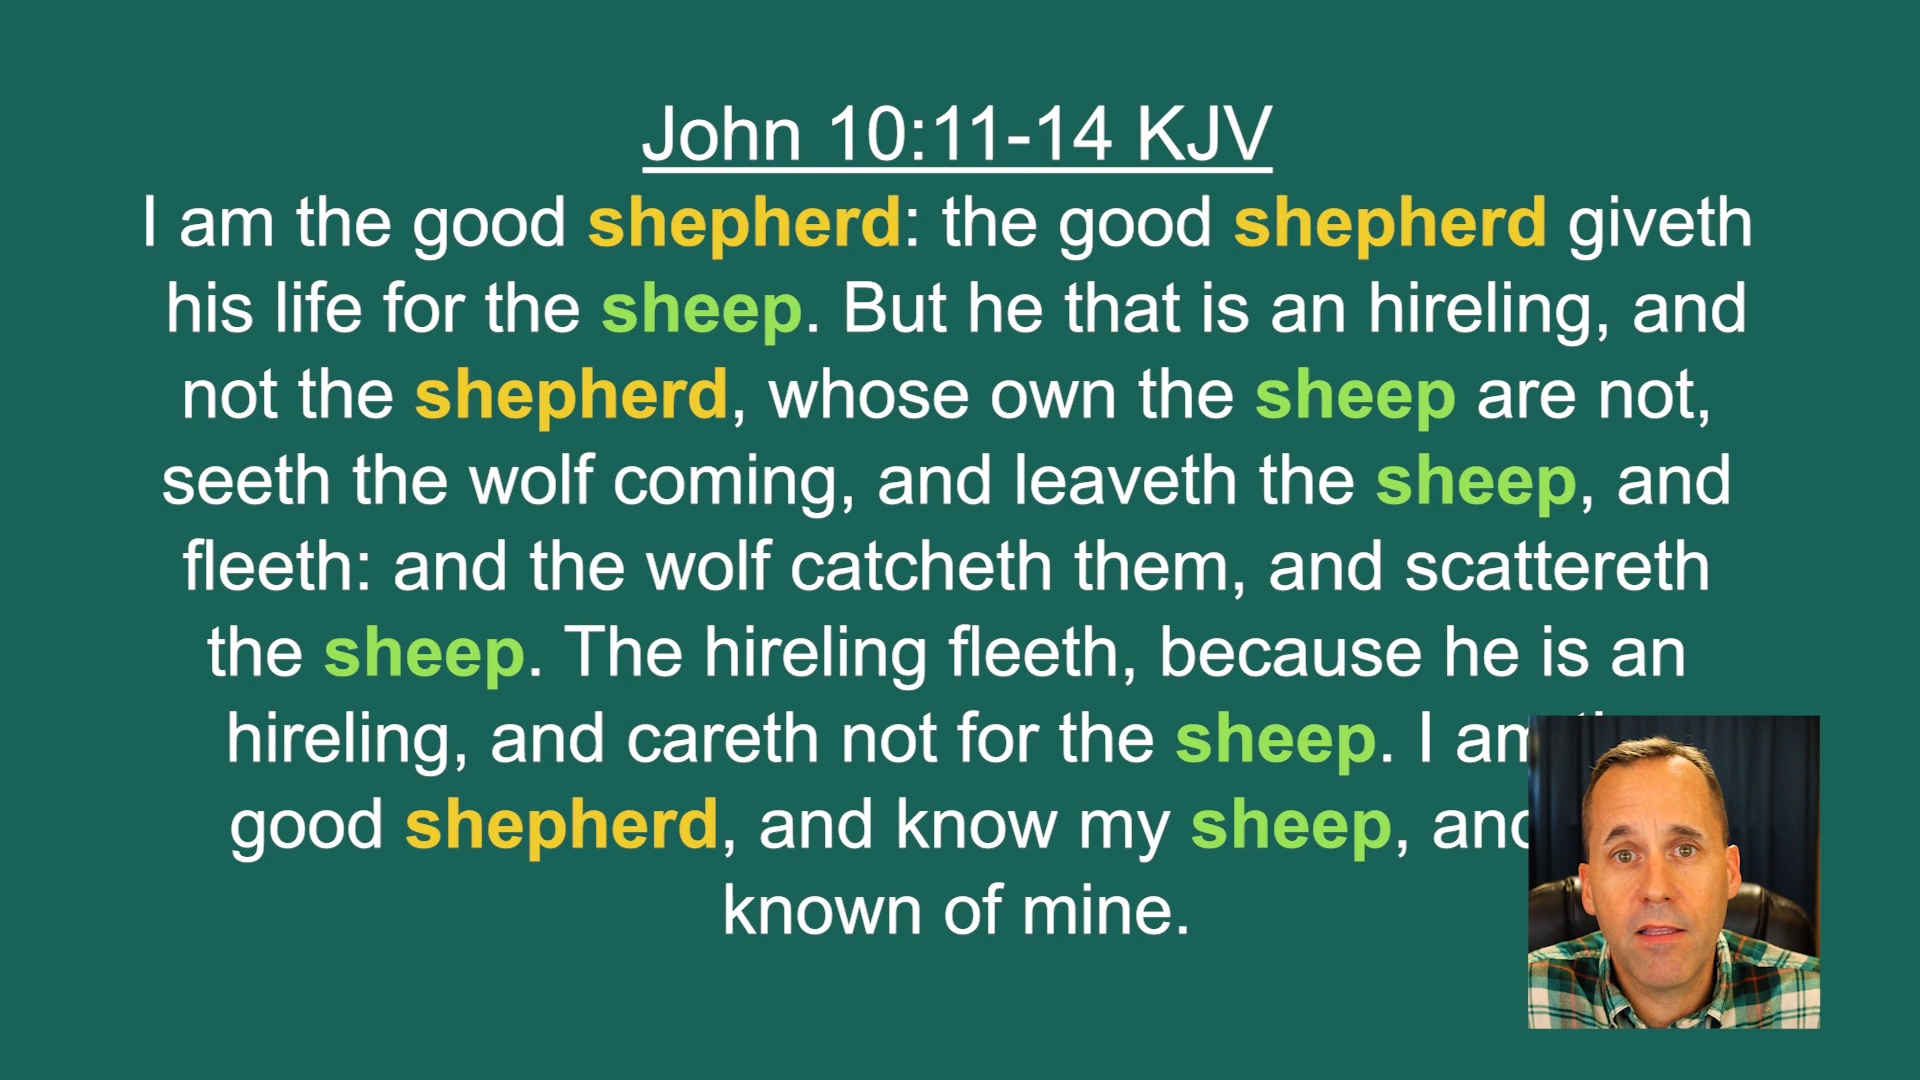 John 10:11-14 KJV
I am the good shepherd: the good shepherd giveth
his life for the sheep. But he that is an hireling, and
not the shepherd, whose own the sheep are not,
seeth the wolf coming, and leaveth the sheep, and
fleeth: and the wolf catcheth them, and scattereth
the sheep. The hireling fleeth, because he is an
hireling, and careth not for the sheep. I am
good shepherd, and know my sheep, and
known of mine.